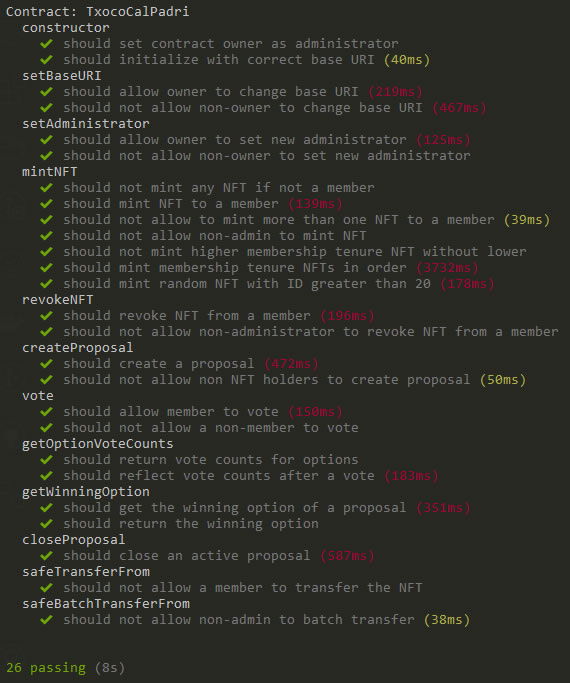 Contract: TxocoCalPadri
constructor
✓ should set contract owner as administrator
✓ should initialize with correct base URI (40ms)
setBaseURI
✓ should allow owner to change base URI (219ms)
✓ should not allow non-owner to change base URI (467ms)
setAdministrator
✓ should allow owner to set new administrator (125ms)
✓ should not allow non-owner to set new administrator
mintNFT
✓ should not mint any NFT if not a member
✓ should mint NFT to a member (139ms)
✓ should not allow to mint more than one NFT to a member (39ms)
✓ should not allow non-admin to mint NFT
✓ should not mint higher membership tenure NFT without lower
✓ should mint membership tenure NFTs in order (3732ms)
✓ should mint random NFT with ID greater than 20 (178ms)
revokeNFT
✓ should revoke NFT from a member (196ms)
✓ should not allow non-administrator to revoke NFT from a member
createProposal
✓ should create a proposal (472ms)
✓ should not allow non NFT holders to create proposal (50ms)
vote
✓ should allow member to vote (150ms)
✓ should not allow a non-member to vote
getOptionVoteCounts
✓ should return vote counts for options
✓ should reflect vote counts after a vote (183ms)
getWinningOption
✓ should get the winning option of a proposal (351ms)
✓ should return the winning option
closeProposal
✓ should close an active proposal (587ms)
safeTransferFrom
✓ should not allow a member to transfer the NFT
safeBatchTransferFrom
✓ should not allow non-admin to batch transfer (38ms)
26 passing (8s)